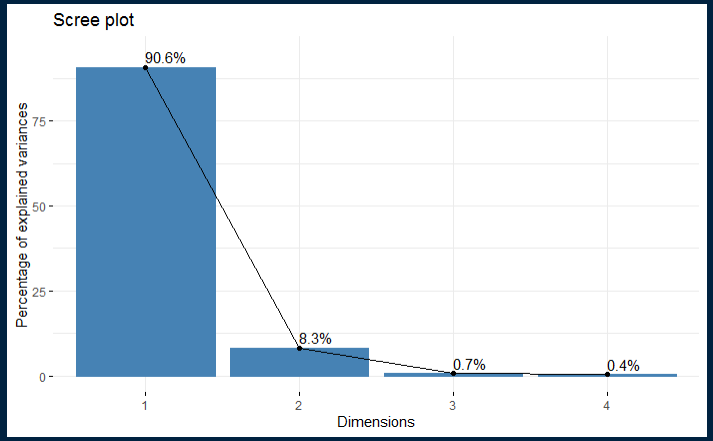 Scree plot
90.6%
75
50
8.3%
25
0.7%
0.4%
0
1 2 3 4
Dimensions
Percentage of explained variances